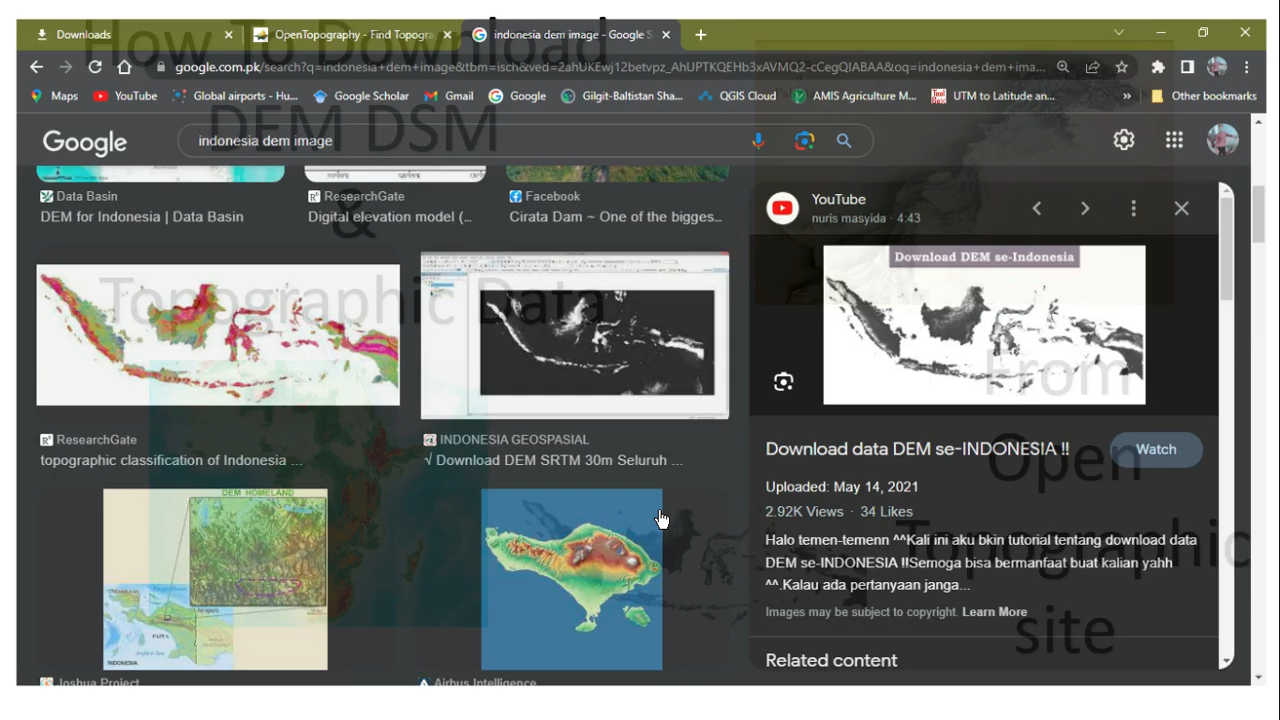 Downloads
OpenTopography - Find Topogra
indonesia dem image - Google S
google.com.pk/search?q=indonesia+dem+image&tbm=isch&ved=2ahUKEwj12betvpz_AhUPTKQEHb3xAVMQ2-cCegQIABAA&oq=indonesia+dem+ima...
Maps
YouTube
Global airports - Hu...
Google Scholar
Gmail
Google
Gilgit-Baltistan Sha...
QGIS Cloud
AMIS Agriculture M...
UTM to Latitude an...
»
Other bookmarks
How To Download
DEM DSM
&
Topographic Data
From
Open
Topographic
site
Google
indonesia dem image
Data Basin
DEM for Indonesia | Data Basin
ResearchGate
Digital elevation model (...
Facebook
Cirata Dam ~ One of the bigges...
ResearchGate
topographic classification of Indonesia ...
INDONESIA GEOSPASIAL
√ Download DEM SRTM 30m Seluruh ...
DEM HOMELAND
PAPUA
INDONESIA
Joshua Project
Airbus Intelligence
YouTube
nuris masyida · 4:43
Download DEM se-Indonesia
Download data DEM se-INDONESIA !!
Watch
Uploaded: May 14, 2021
2.92K Views · 34 Likes
Halo temen-temenn ^^Kali ini aku bkin tutorial tentang download data
DEM se-INDONESIA !!Semoga bisa bermanfaat buat kalian yahh
^^.Kalau ada pertanyaan janga...
Images may be subject to copyright. Learn More
Related content